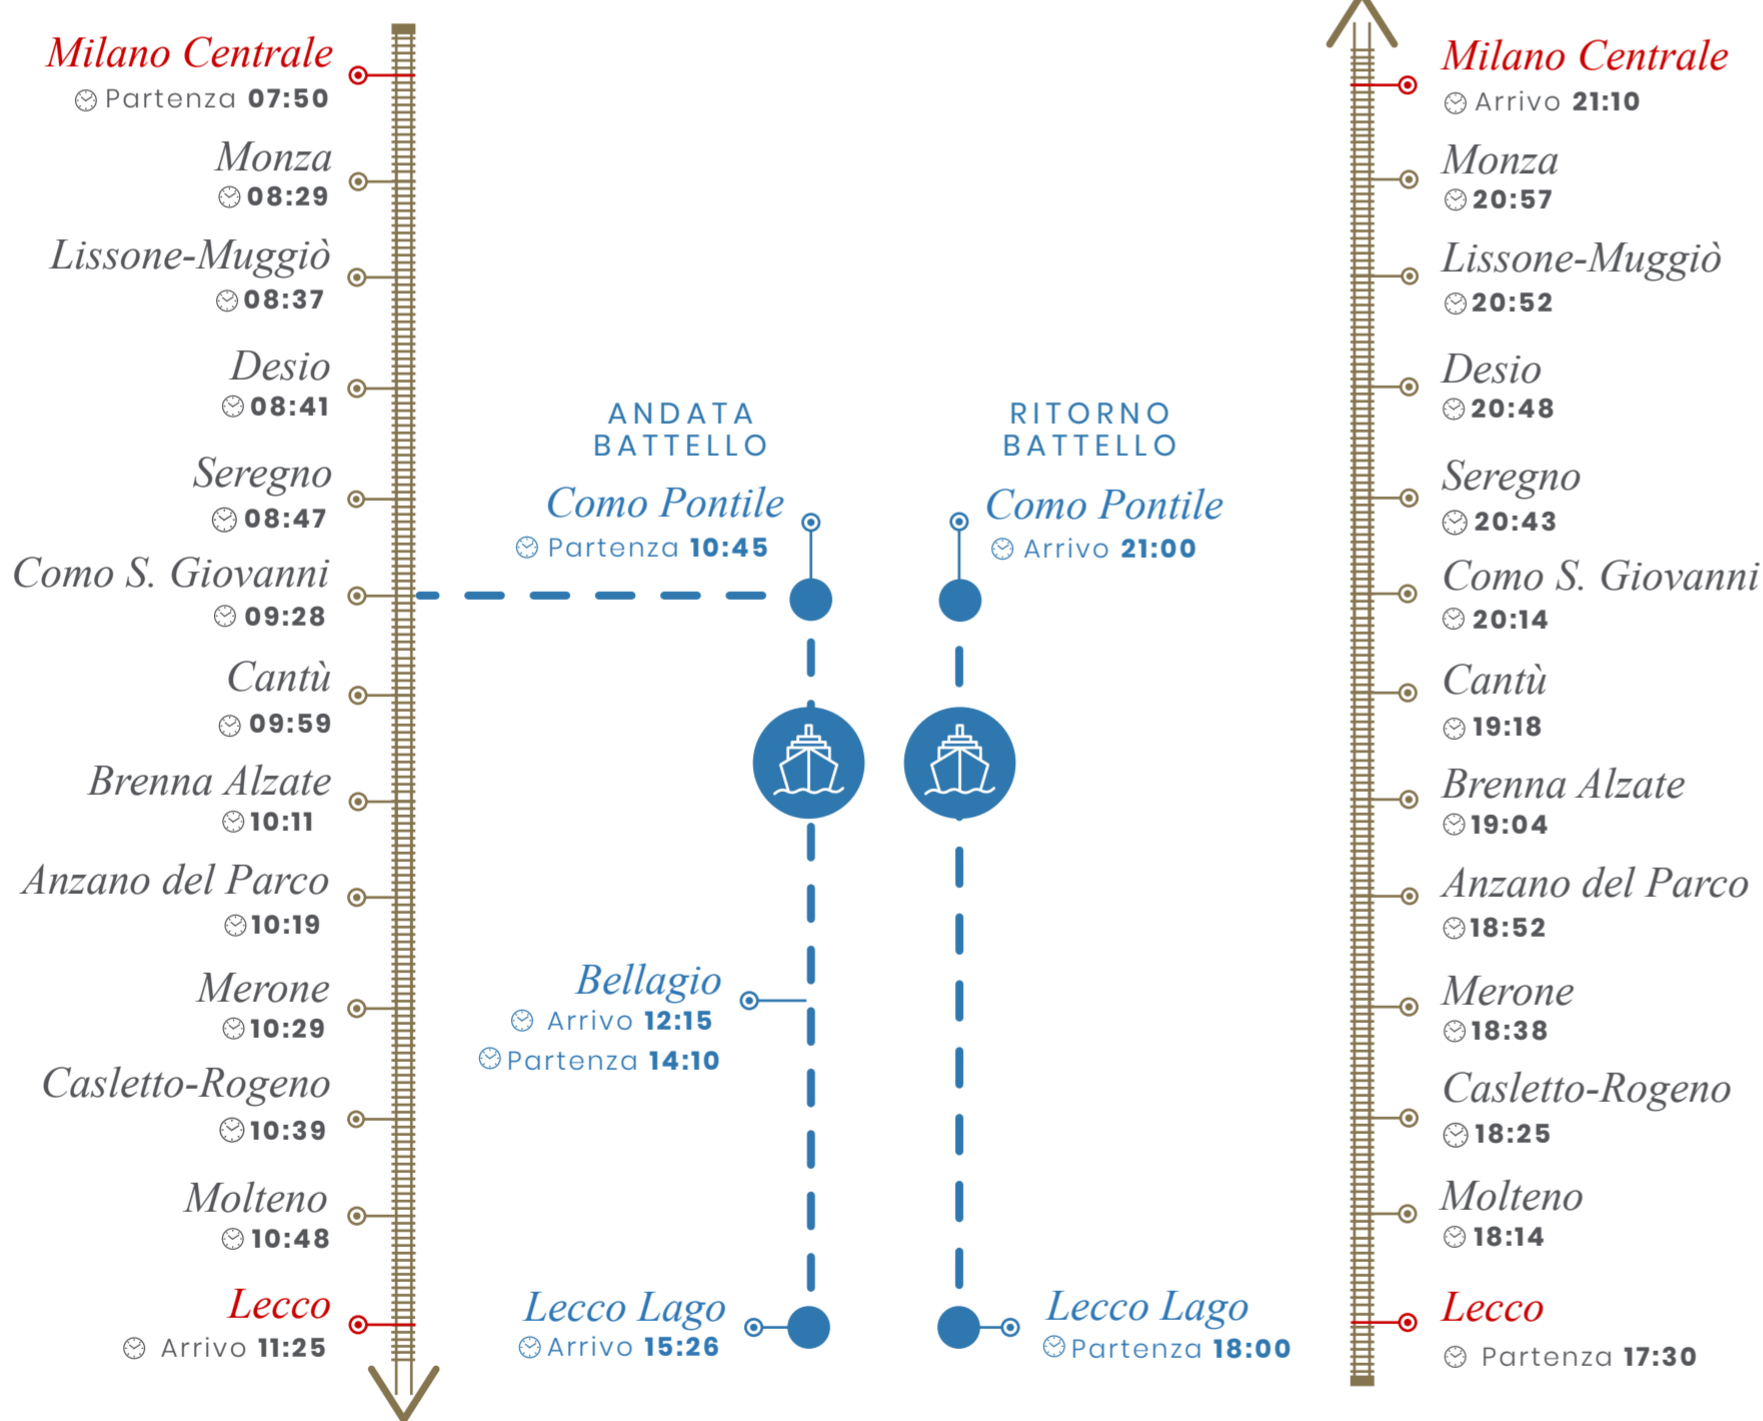 Milano Centrale
Partenza 07:50
Monza
08:29
Lissone-Muggiò
08:37
Desio
08:41
Seregno
08:47
Como S. Giovanni
09:28
Cantù
09:59
Brenna Alzate
10:11
Anzano del Parco
10:19
Merone
10:29
Casletto-Rogeno
10:39
Molteno
10:48
Lecco
Arrivo 11:25
ANDATA
BATTELLO
Como Pontile
Partenza 10:45
Bellagio
Arrivo 12:15
Partenza 14:10
Lecco Lago
Arrivo 15:26
RITORNO
BATTELLO
Como Pontile
Arrivo 21:00
Lecco Lago
Partenza 18:00
Milano Centrale
Arrivo 21:10
Monza
20:57
Lissone-Muggiò
20:52
Desio
20:48
Seregno
20:43
Como S. Giovanni
20:14
Cantù
19:18
Brenna Alzate
19:04
Anzano del Parco
18:52
Merone
18:38
Casletto-Rogeno
18:25
Molteno
18:14
Lecco
Partenza 17:30